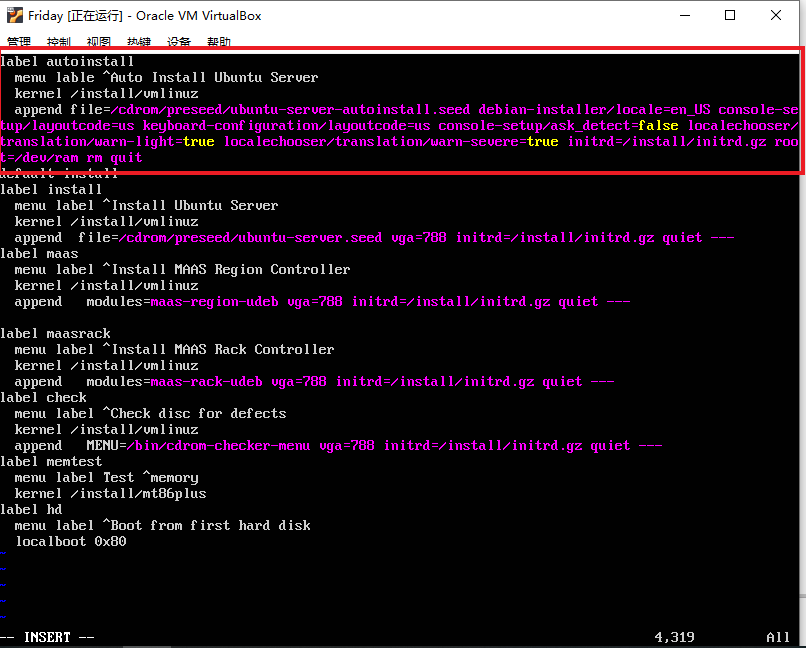 Friday [正在运行] - Oracle VM VirtualBox
管理 控制 视图 热键 设备 帮助
label autoinstall
menu lable ^Auto Install Ubuntu Server
kernel /install/vmlinuz
append file=/cdrom/preseed/ubuntu-server-autoinstall.seed debian-installer/locale=en_US console-se
tup/layoutcode=us keyboard-configuration/layoutcode=us console-setup/ask_detect=false localechooser/
translation/warn-light=true localechooser/translation/warn-severe=true initrd=/install/initrd.gz roo
t=/dev/ram rm quit
default install
label install
menu label ^Install Ubuntu Server
kernel /install/vmlinuz
append file=/cdrom/preseed/ubuntu-server.seed vga=788 initrd=/install/initrd.gz quiet ---
label maas
menu label ^Install MAAS Region Controller
kernel /install/vmlinuz
append modules=maas-region-udeb vga=788 initrd=/install/initrd.gz quiet ---
label maasrack
menu label ^Install MAAS Rack Controller
kernel /install/vmlinuz
append modules=maas-rack-udeb vga=788 initrd=/install/initrd.gz quiet ---
label check
menu label ^Check disc for defects
kernel /install/vmlinuz
append MENU=/bin/cdrom-checker-menu vga=788 initrd=/install/initrd.gz quiet ---
label memtest
menu label Test ^memory
kernel /install/mt86plus
label hd
menu label ^Boot from first hard disk
localboot 0x80
~
~
~
~
~
-- INSERT -- 4,319 All